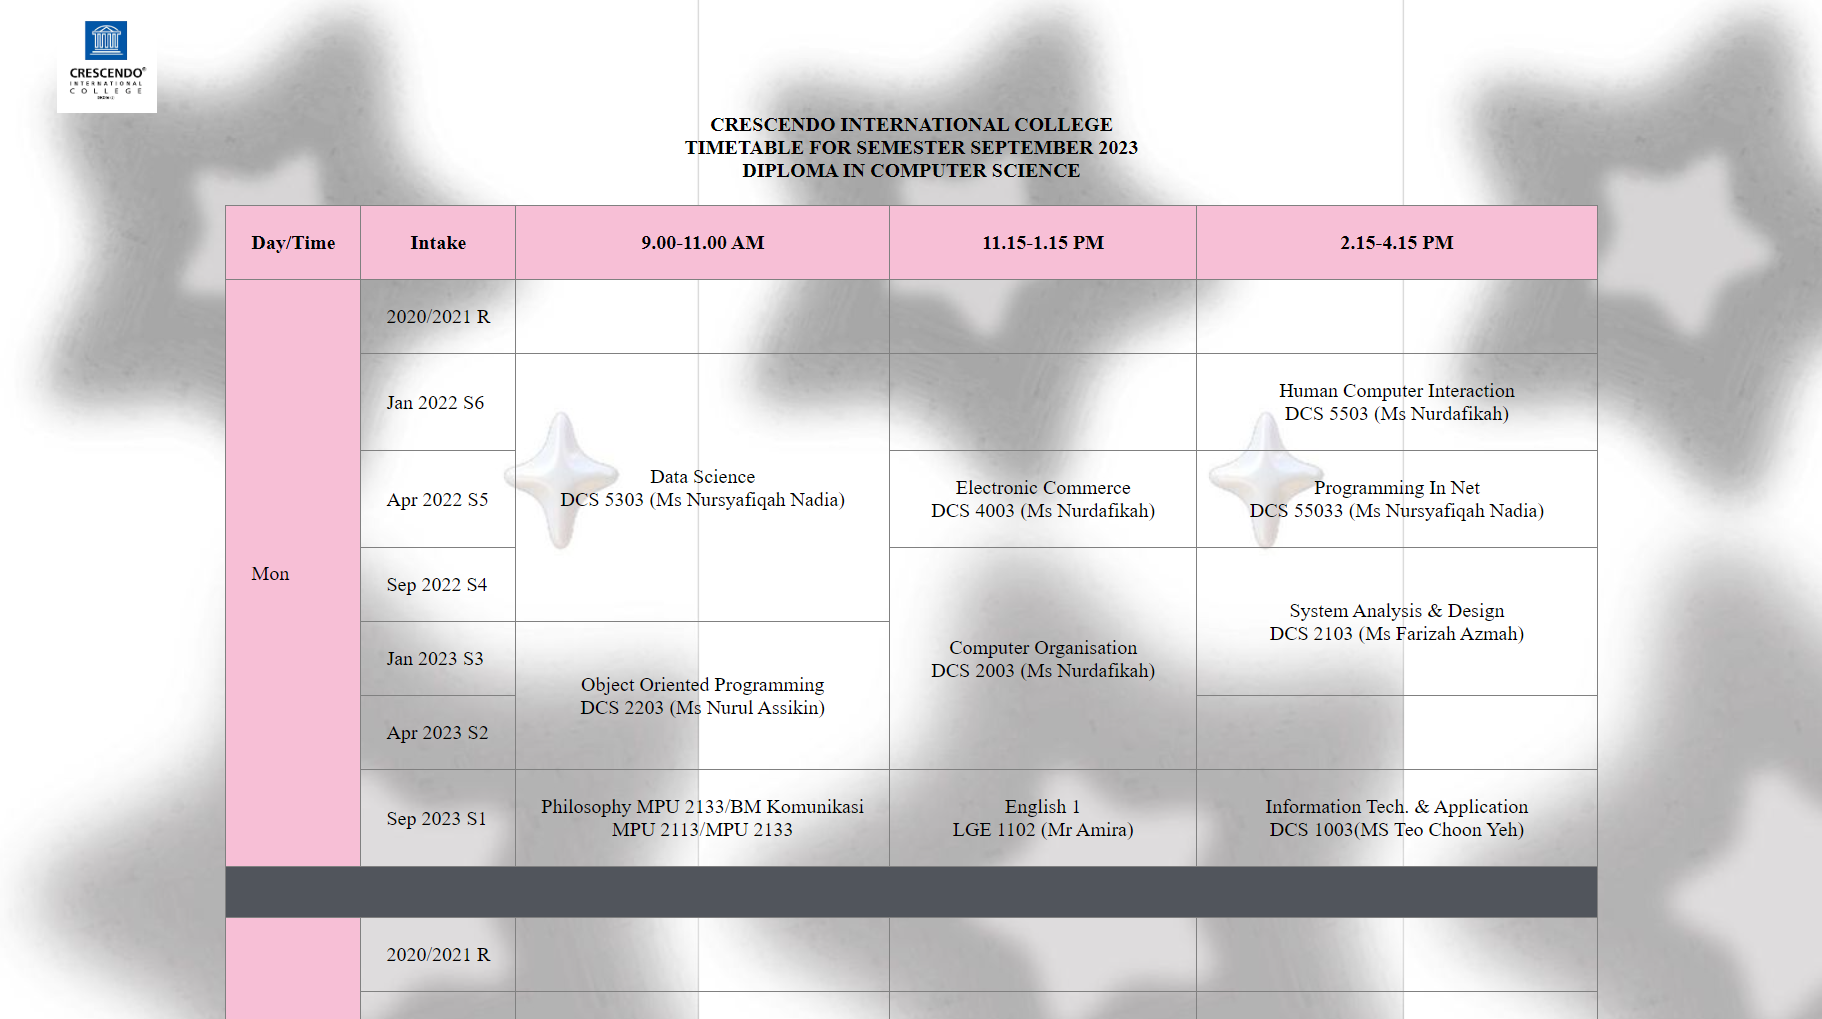 CRESCENDO®
INTERNATIONAL
COLLEGE
CRESCENDO INTERNATIONAL COLLEGE
TIMETABLE FOR SEMESTER SEPTEMBER 2023
DIPLOMA IN COMPUTER SCIENCE
Day/Time Intake 9.00-11.00 AM 11.15-1.15 PM 2.15-4.15 PM
Mon
2020/2021 R
Jan 2022 S6
Data Science
DCS 5303 (Ms Nursyafiqah Nadia)
Human Computer Interaction
DCS 5503 (Ms Nurdafikah)
Apr 2022 S5
Electronic Commerce
DCS 4003 (Ms Nurdafikah)
Programming In Net
DCS 55033 (Ms Nursyafiqah Nadia)
Sep 2022 S4
Computer Organisation
DCS 2003 (Ms Nurdafikah)
System Analysis & Design
DCS 2103 (Ms Farizah Azmah)
Jan 2023 S3
Object Oriented Programming
DCS 2203 (Ms Nurul Assikin)
Apr 2023 S2
Sep 2023 S1
Philosophy MPU 2133/BM Komunikasi
MPU 2113/MPU 2133
English 1
LGE 1102 (Mr Amira)
Information Tech. & Application
DCS 1003(MS Teo Choon Yeh)
2020/2021 R